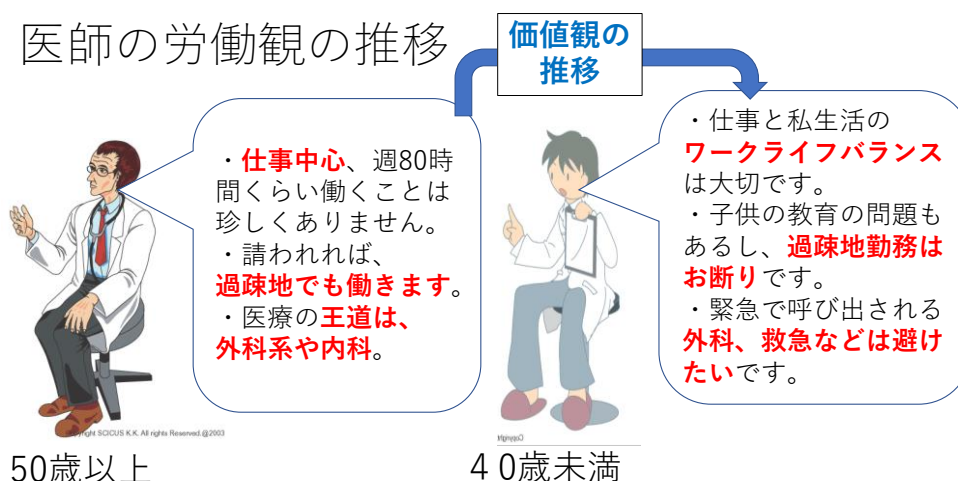 医師の労働観の推移
価値観の
推移
・仕事中心、週80時
間くらい働くことは
珍しくありません。
・請われれば、
過疎地でも働きます。
・医療の王道は、
外科系や内科。
・仕事と私生活の
ワークライフバランス
は大切です。
・子供の教育の問題も
あるし、過疎地勤務は
お断りです。
・緊急で呼び出される
外科、救急などは避け
たいです。
right SCICUS K.K. All rights Reserved.@2003
50歳以上
４0歳未満